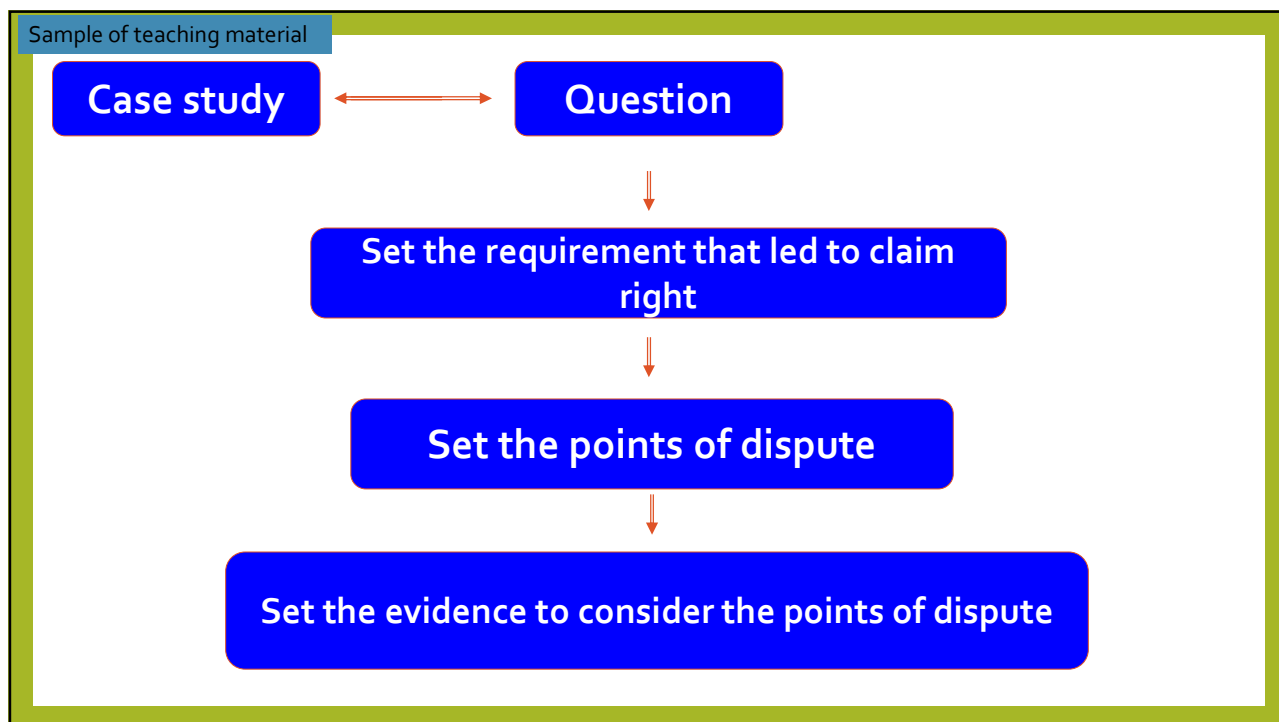 Sample of teaching material
Case study
Question
Set the requirement that led to claim
right
Set the points of dispute
Set the evidence to consider the points of dispute